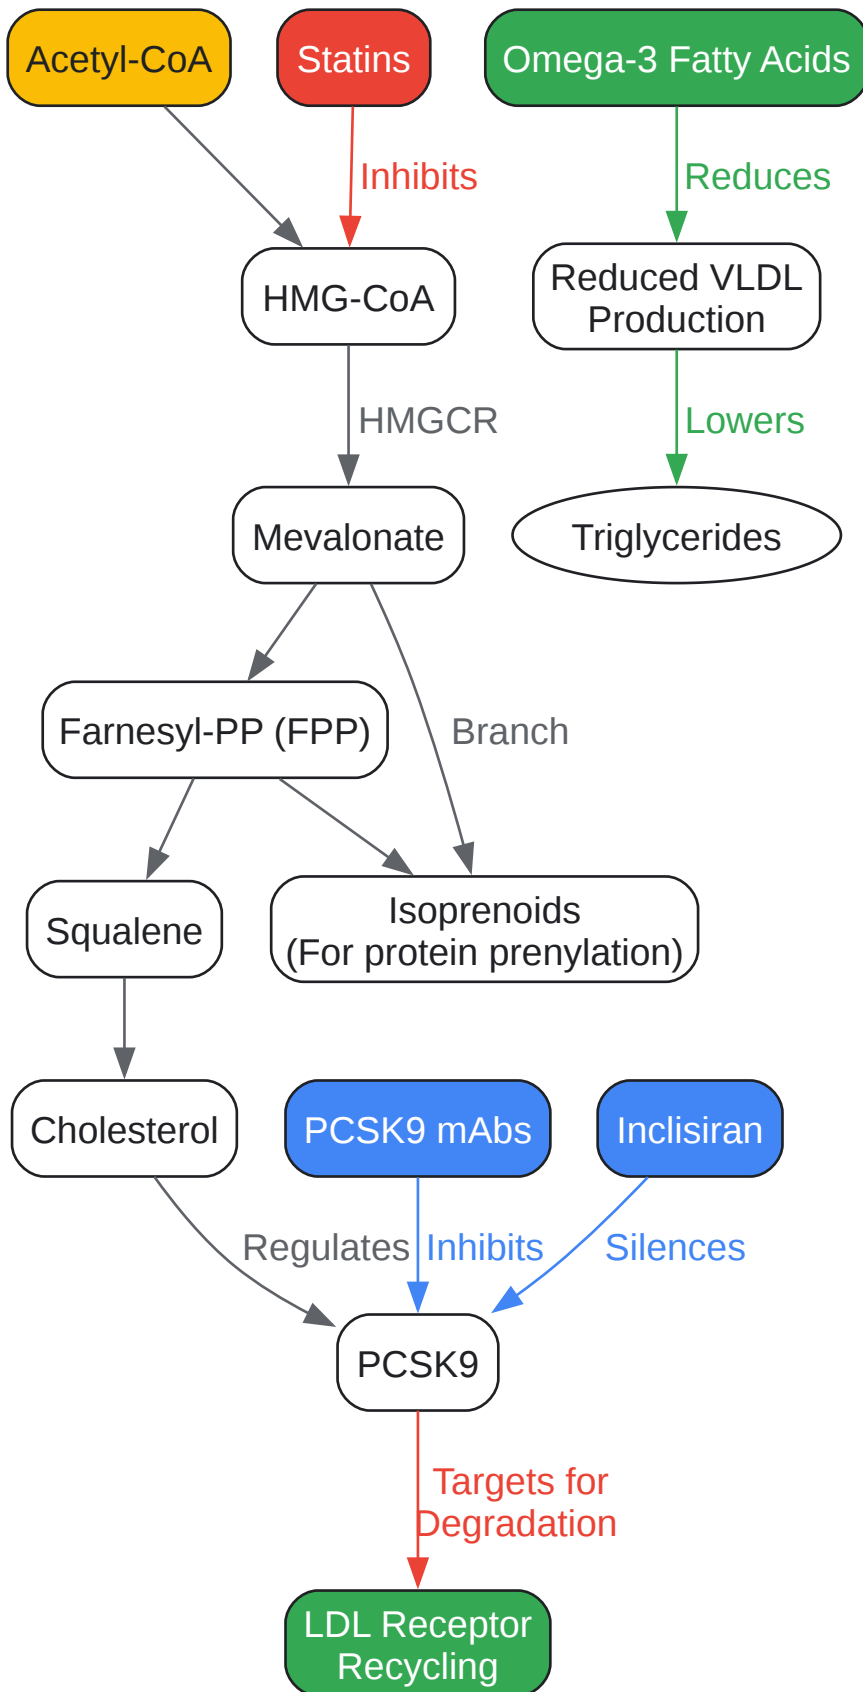 Acetyl-CoA
Statins
Omega-3 Fatty Acids
Inhibits
Reduces
HMG-CoA
Reduced VLDL
Production
HMGCR
Lowers
Mevalonate
Triglycerides
Farnesyl-PP (FPP)
Branch
Squalene
Isoprenoids
(For protein prenylation)
Cholesterol
PCSK9 mAbs
Inclisiran
Regulates
Inhibits
Silences
PCSK9
Targets for
Degradation
LDL Receptor
Recycling